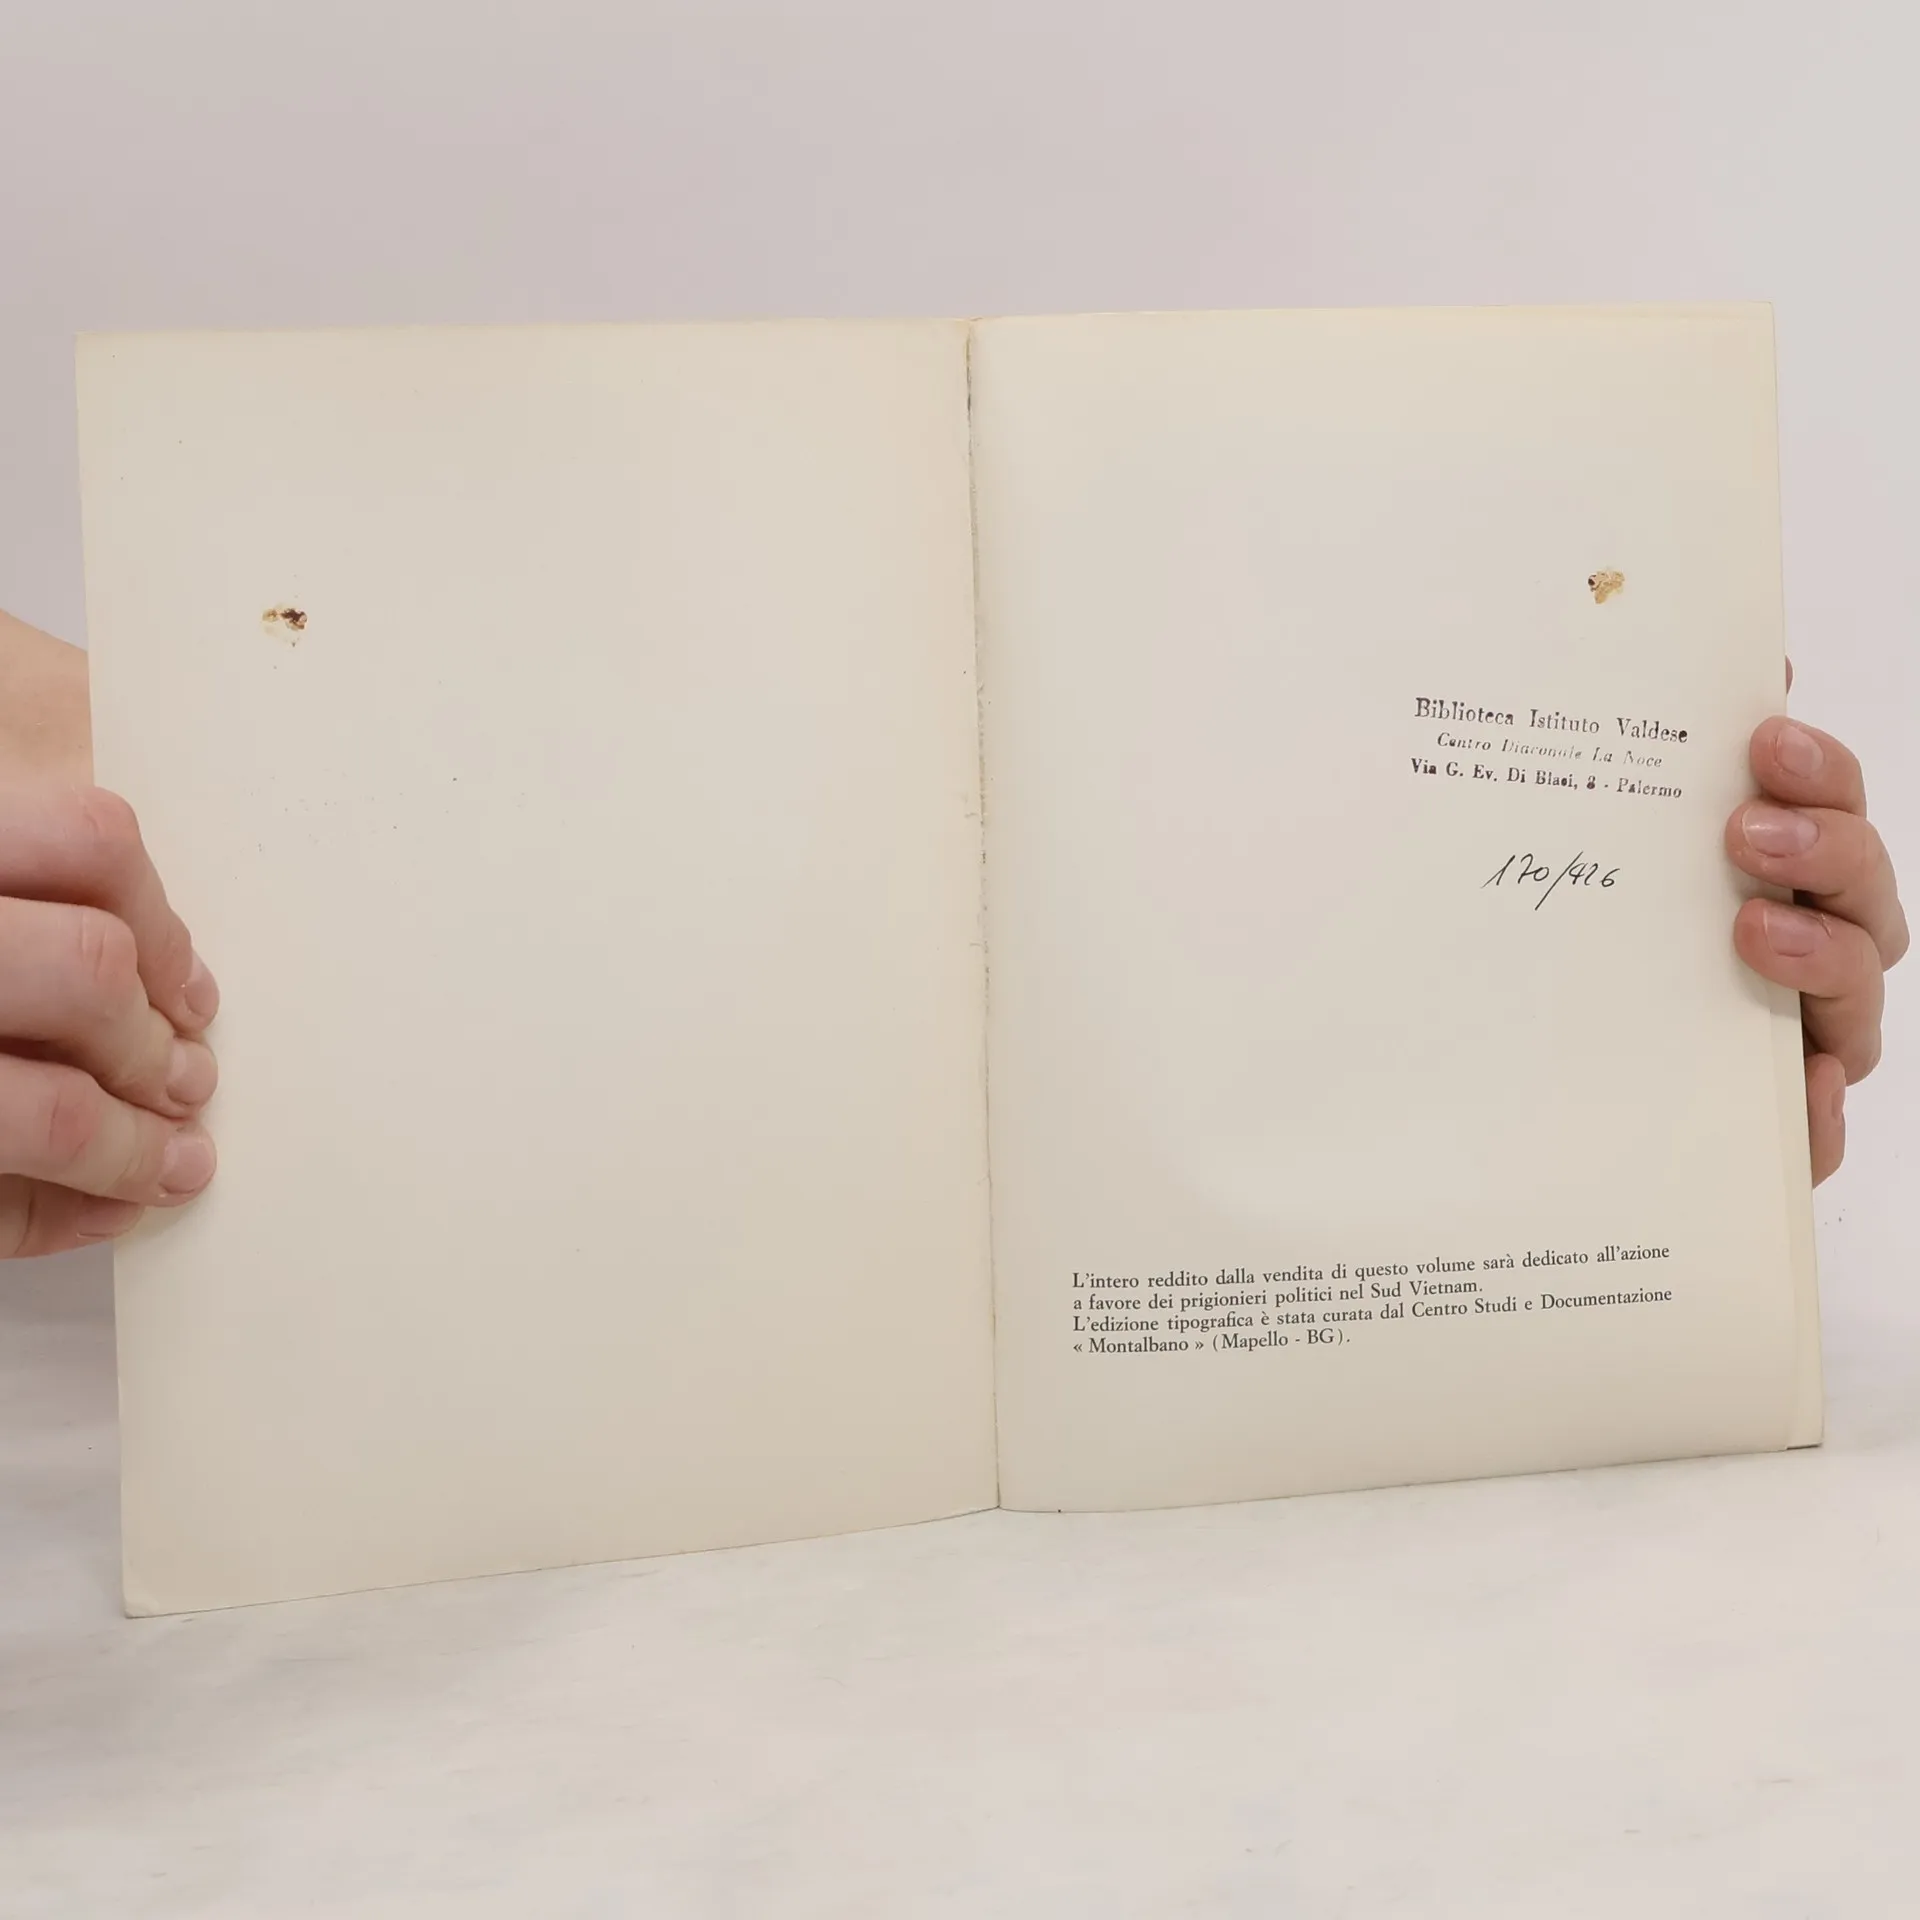 Biblioteca Istituto Valdese
Centro Diaconale La Noce
Via G. Ev. Di Blasi, 8 - Palermo
170/426
L'intero reddito dalla vendita di questo volume sarà dedicato all'azione
a favore dei prigionieri politici nel Sud Vietnam.
L'edizione tipografica è stata curata dal Centro Studi e Documentazione
« Montalbano » (Mapello - BG).